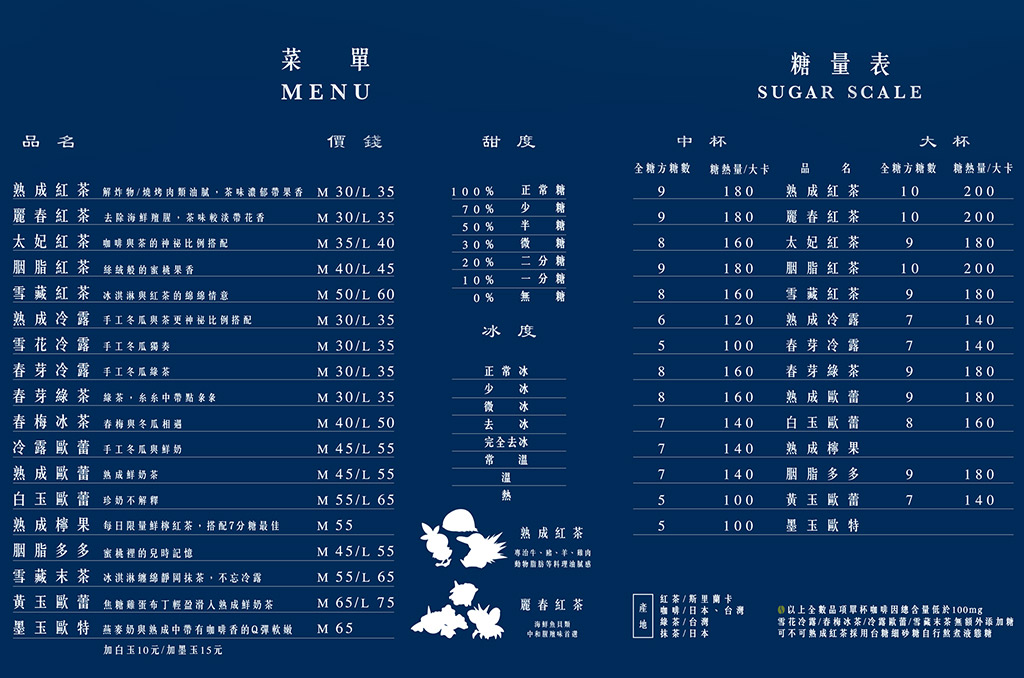 菜 單
MENU
品 名 價 錢
熟成紅茶 解炸物/燒烤肉類油膩，茶味濃郁帶果香 M 30/L 35
麗春紅茶 去除海鮮羶腥，茶味較淡帶花香 M 30/L 35
太妃紅茶 咖啡與茶的神祕比例搭配 M 35/L 40
胭脂紅茶 絲絨般的蜜桃果香 M 40/L 45
雪藏紅茶 冰淇淋與紅茶的綿綿情意 M 50/L 60
熟成冷露 手工冬瓜與茶更神祕比例搭配 M 30/L 35
雪花冷露 手工冬瓜獨奏 M 30/L 35
春芽冷露 手工冬瓜綠茶 M 30/L 35
春芽綠茶 綠茶，糸糸中帶點 M 30/L 35
春梅冰茶 春梅與冬瓜相遇 M 40/L 50
冷露歐蕾 手工冬瓜與鮮奶 M 45/L 55
熟成歐蕾 熟成鮮奶茶 M 45/L 55
白玉歐蕾 珍奶不解釋 M 55/L 65
熟成檸果 每日限量鮮檸紅茶，搭配7分糖最佳 M 55
胭脂多多 蜜桃裡的兒時記憶 M 45/L 55
雪藏末茶 冰淇淋纏綿靜岡抹茶，不忘冷露 M 55/L 65
黃玉歐蕾 焦糖雞蛋布丁輕盈滑入熟成鮮奶茶 M 65/L 75
墨玉歐特 燕麥奶與熟成中帶有咖啡香的Q彈軟嫩 M 65
加白玉10元/加墨玉15元
甜 度
100% 正常糖
70% 少糖
50% 半糖
30% 微糖
20% 二分糖
10% 一分糖
0% 無糖
冰 度
正常冰
少冰
微冰
去冰
完全去冰
常溫
溫
熱
熟成紅茶
專治牛、豬、羊、雞肉
動物脂肪等料理油膩感
麗春紅茶
海鮮魚貝類
中和腥羶味首選
糖 量 表
SUGAR SCALE
中 杯 大 杯
全糖方糖數 糖熱量/大卡 品 名 全糖方糖數 糖熱量/大卡
9 180 熟成紅茶 10 200
9 180 麗春紅茶 10 200
8 160 太妃紅茶 9 180
9 180 胭脂紅茶 10 200
8 160 雪藏紅茶 9 180
6 120 熟成冷露 7 140
5 100 春芽冷露 7 140
8 160 春芽綠茶 9 180
8 160 熟成歐蕾 9 180
7 140 白玉歐蕾 8 160
7 140 熟成檸果
7 140 胭脂多多 9 180
5 100 黃玉歐蕾 7 140
5 100 墨玉歐特
產地
紅茶/斯里蘭卡
咖啡/日本、台灣
綠茶/台灣
抹茶/日本
以上全數品項單杯咖啡因總含量低於100mg
雪花冷露/春梅冰茶/冷露歐蕾/雪藏末茶無額外添加糖
可不可熟成紅茶採用台糖細砂糖自行熬煮液態糖